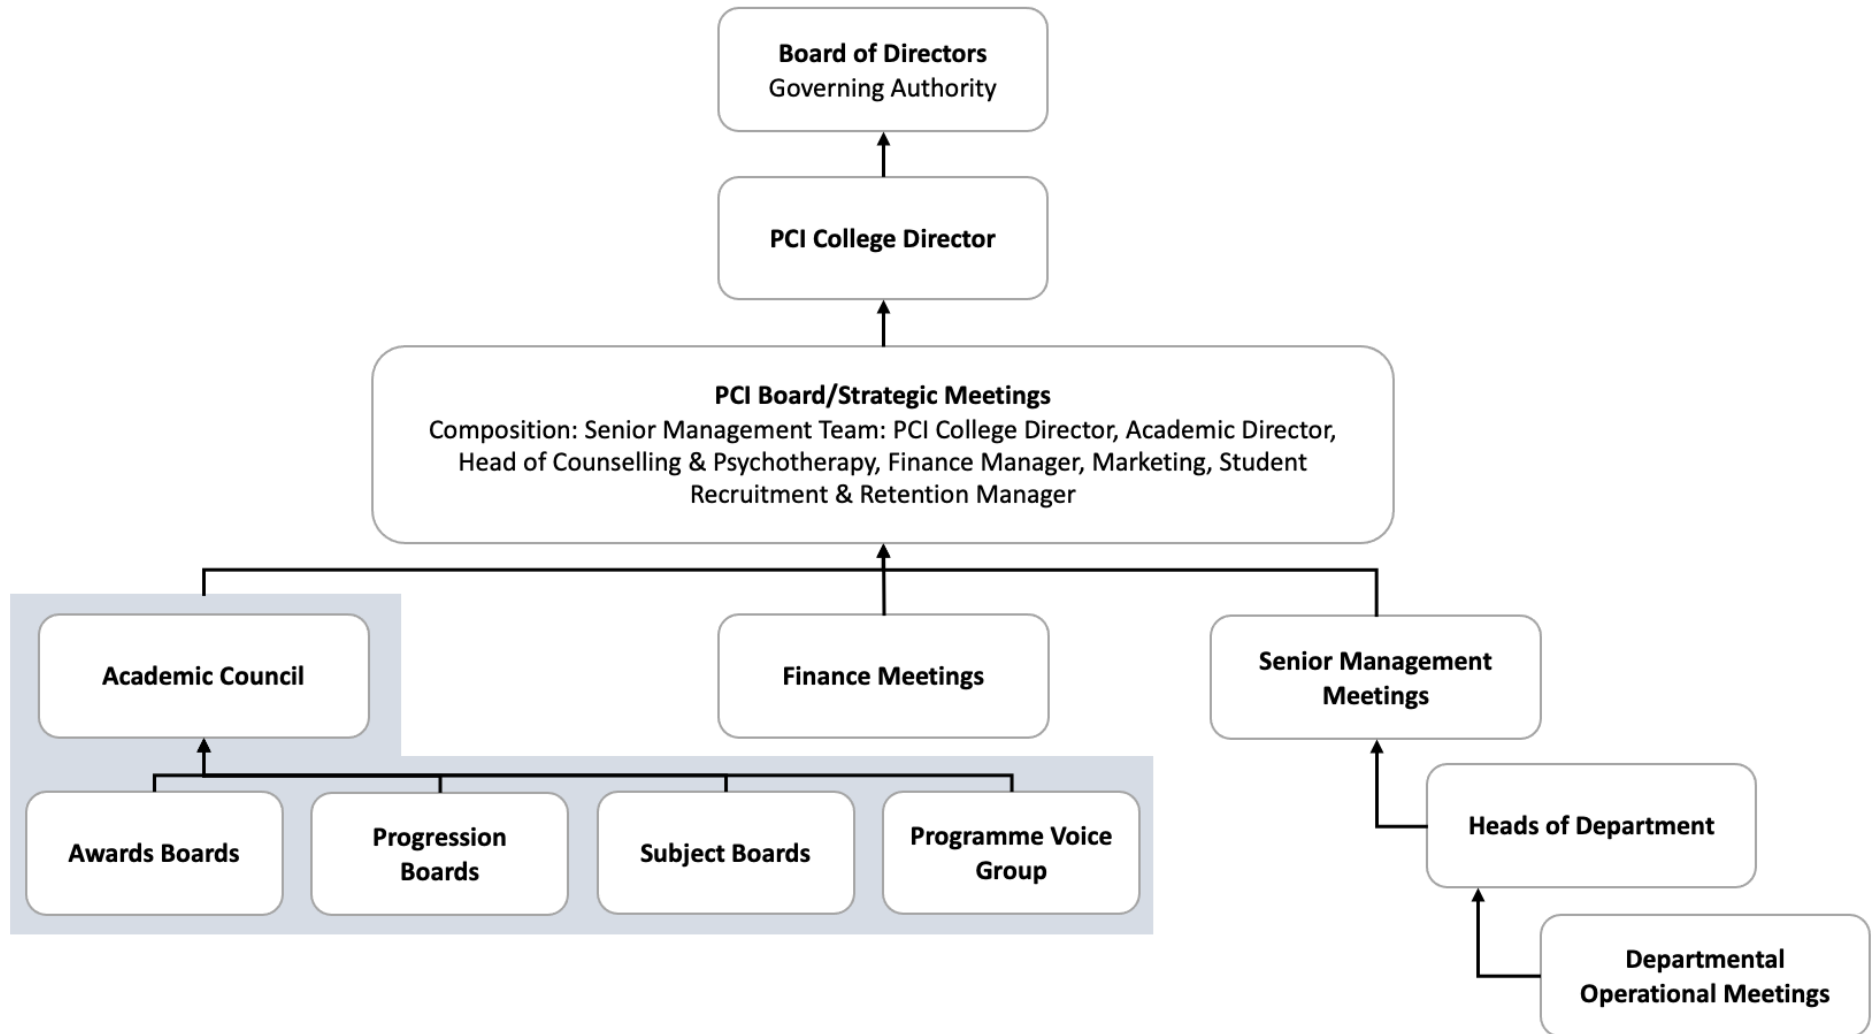 Board of Directors
Governing Authority
PCI College Director
PCI Board/Strategic Meetings
Composition: Senior Management Team: PCI College Director, Academic Director,
Head of Counselling & Psychotherapy, Finance Manager, Marketing, Student
Recruitment & Retention Manager
Academic Council
Finance Meetings
Senior Management
Meetings
Awards Boards
Progression
Boards
Subject Boards
Programme Voice
Group
Heads of Department
Departmental
Operational Meetings